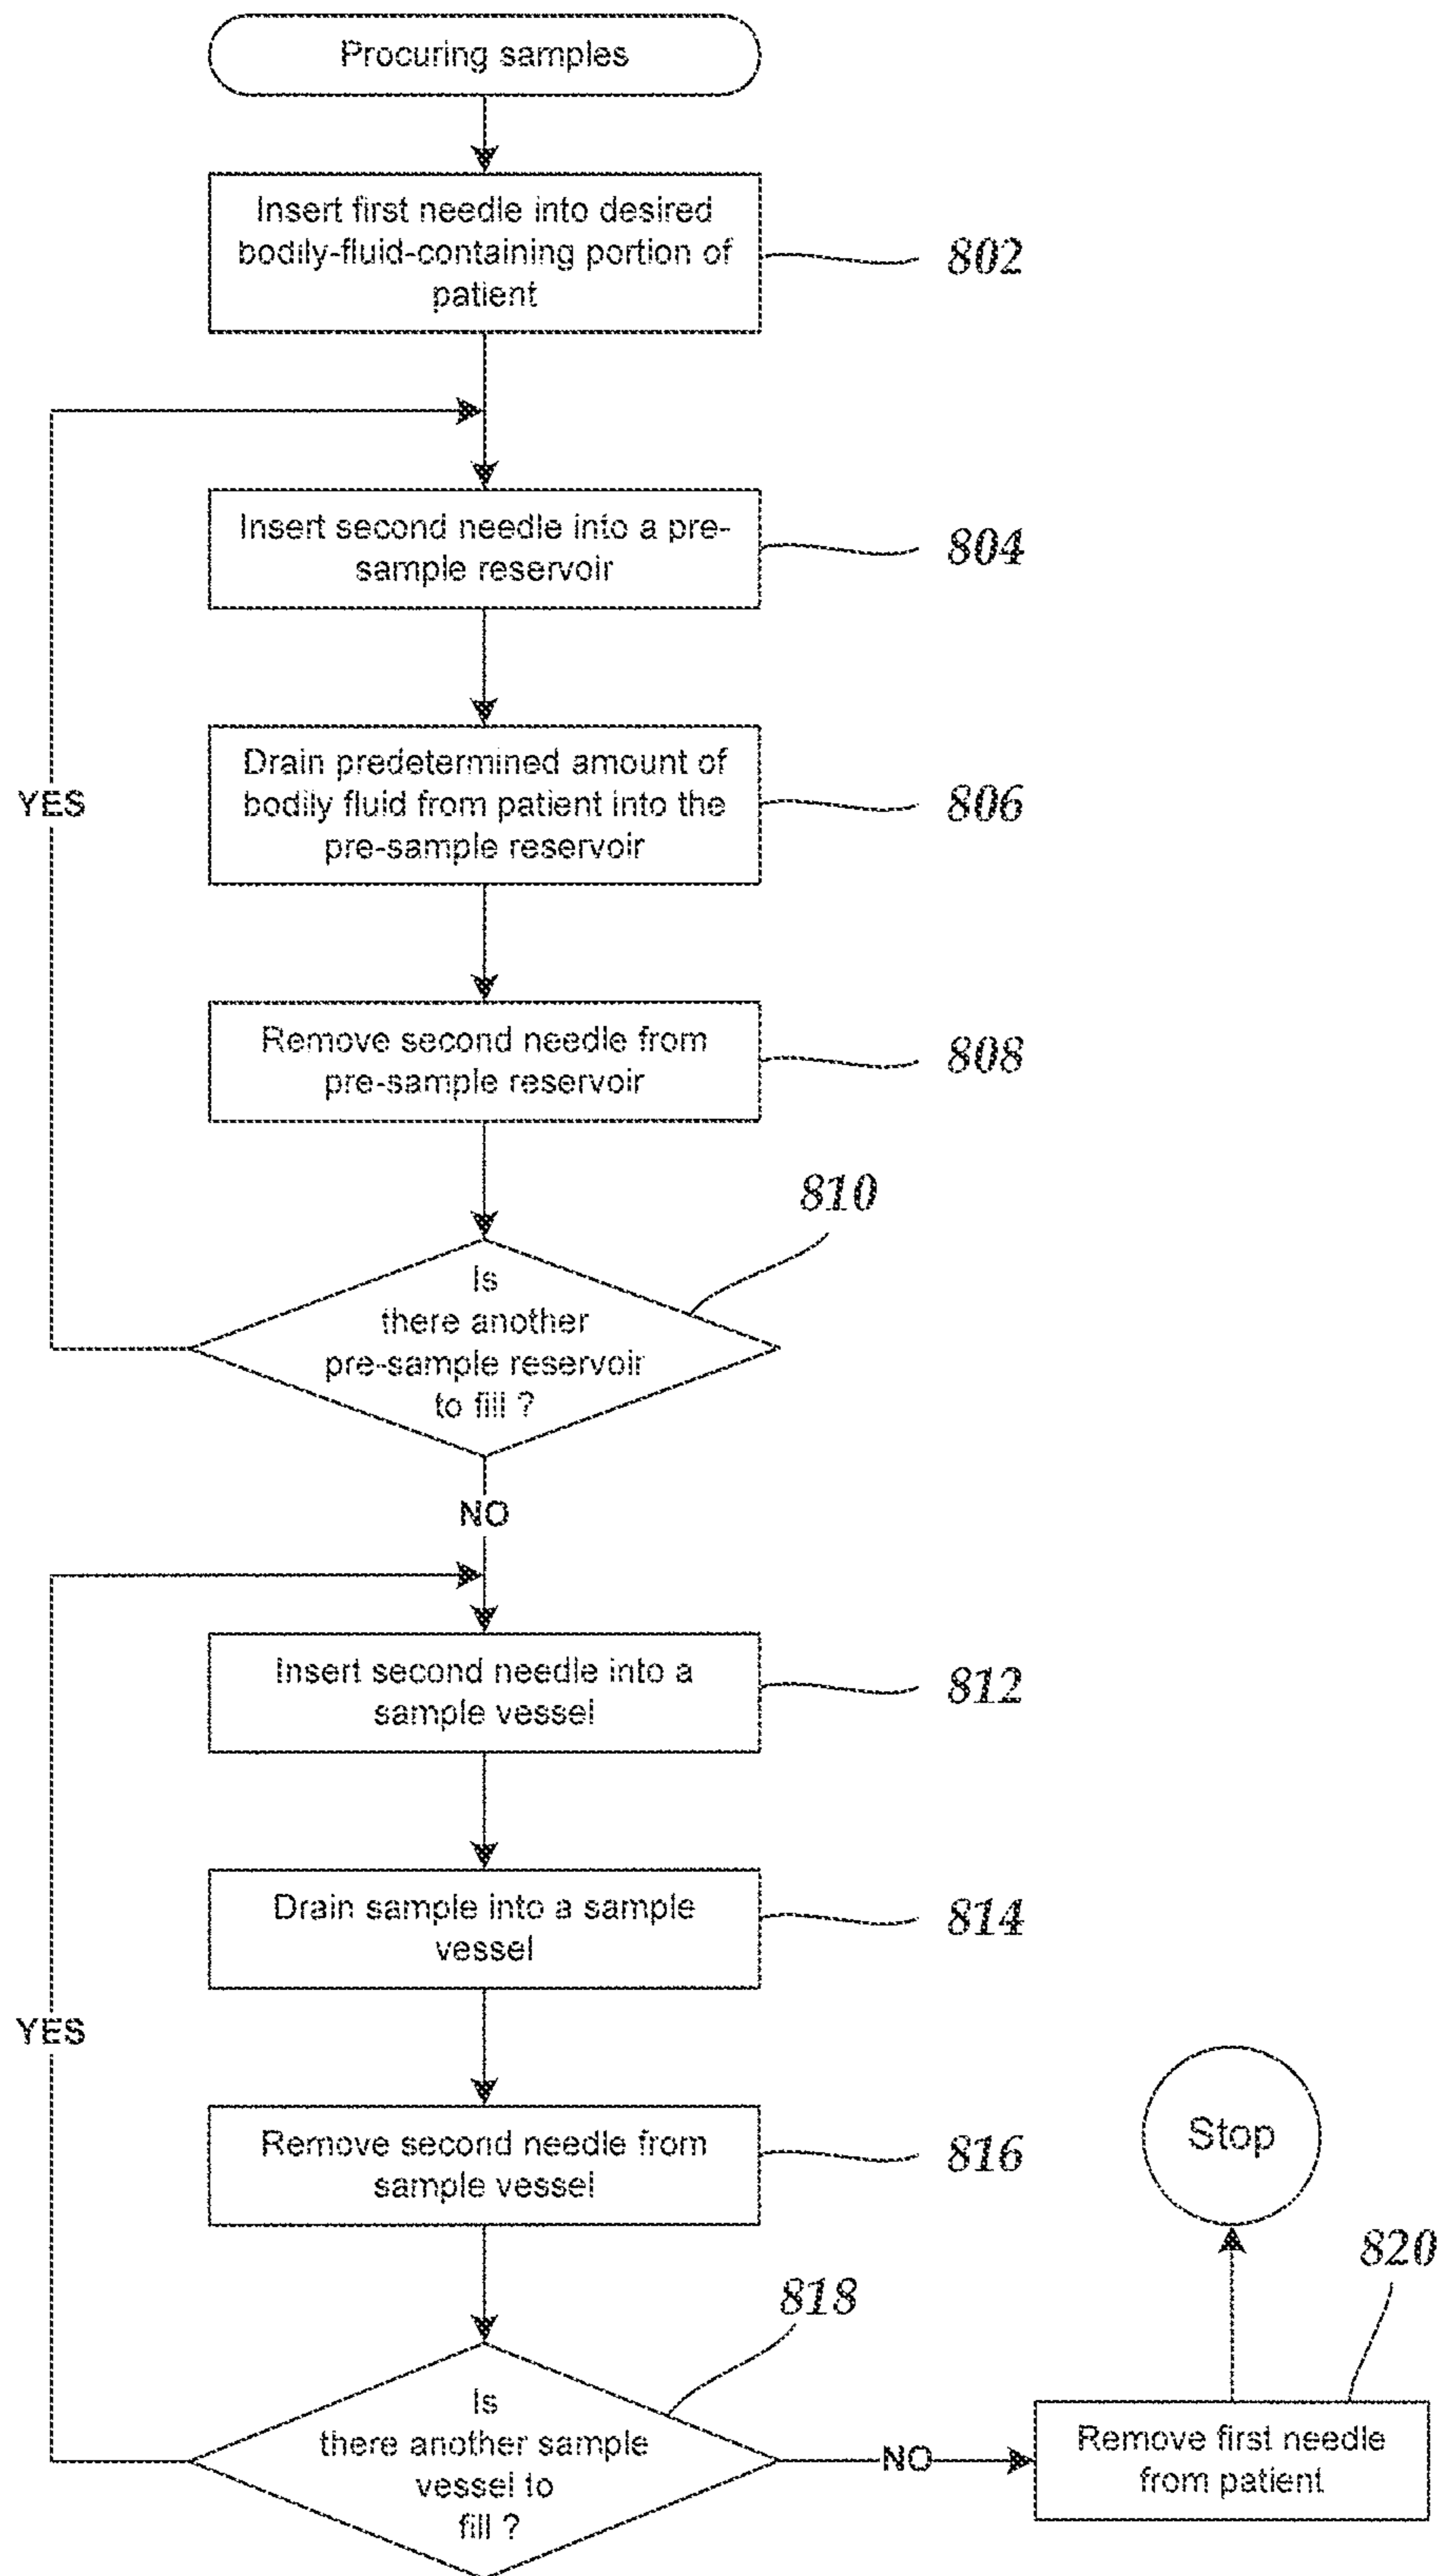 Procuring samples
Insert first needle into desired
bodily-fluid-containing portion of
patient
802
Insert second needle into a pre-
sample reservoir
804
Drain predetermined amount of
bodily fluid from patient into the
pre-sample reservoir
806
YES
Remove second needle from
pre-sample reservoir
808
810
Is
there another
pre-sample reservoir
to fill ?
NO
Insert second needle into a
sample vessel
812
Drain sample into a sample
vessel
814
YES
Remove second needle from
sample vessel
816
Stop
818
820
Is
there another sample
vessel to
fill ?
NO
Remove first needle
from patient